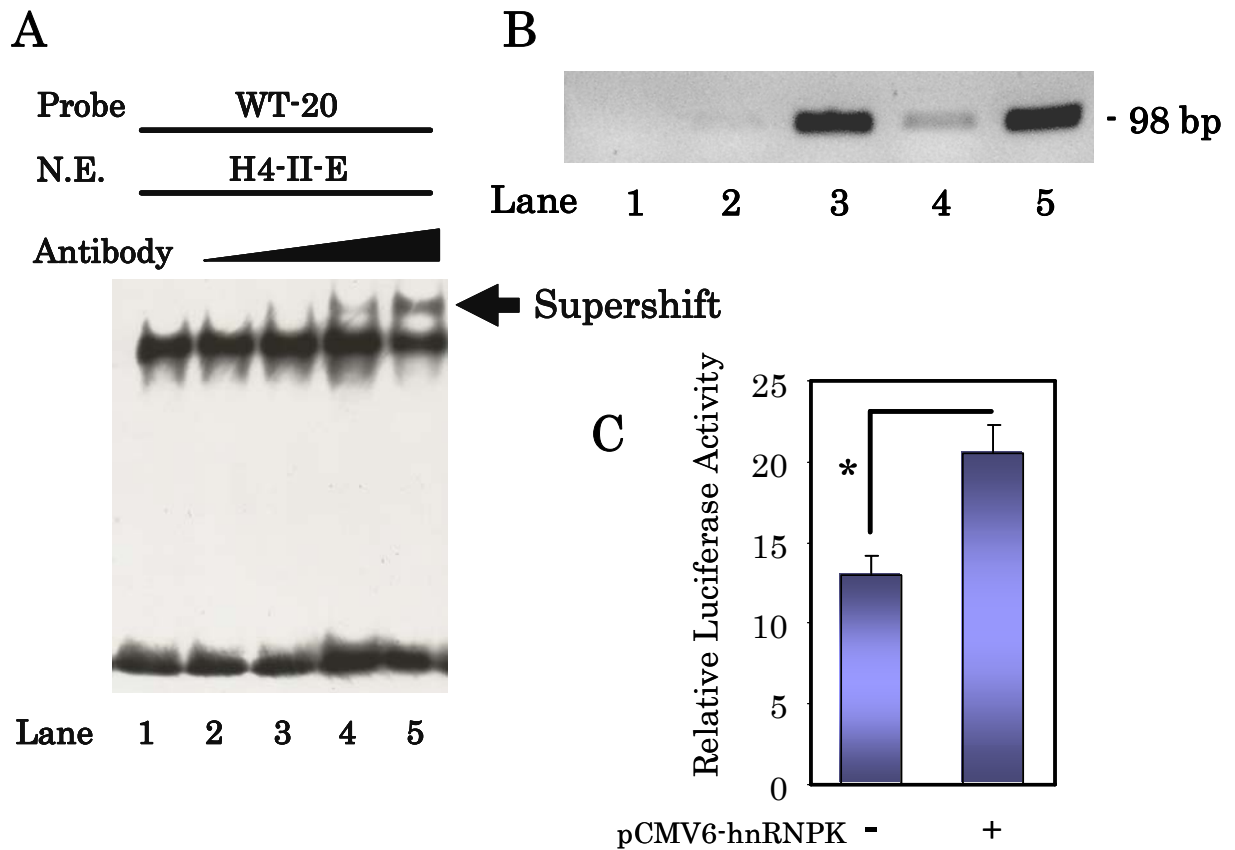 A
Probe WT-20
N.E. H4-II-E
Antibody
Supershift
Lane 1 2 3 4 5
B
- 98 bp
Lane 1 2 3 4 5
C
Relative Luciferase Activity
25
20
15
10
5
0
*
pCMV6-hnRNPK - +